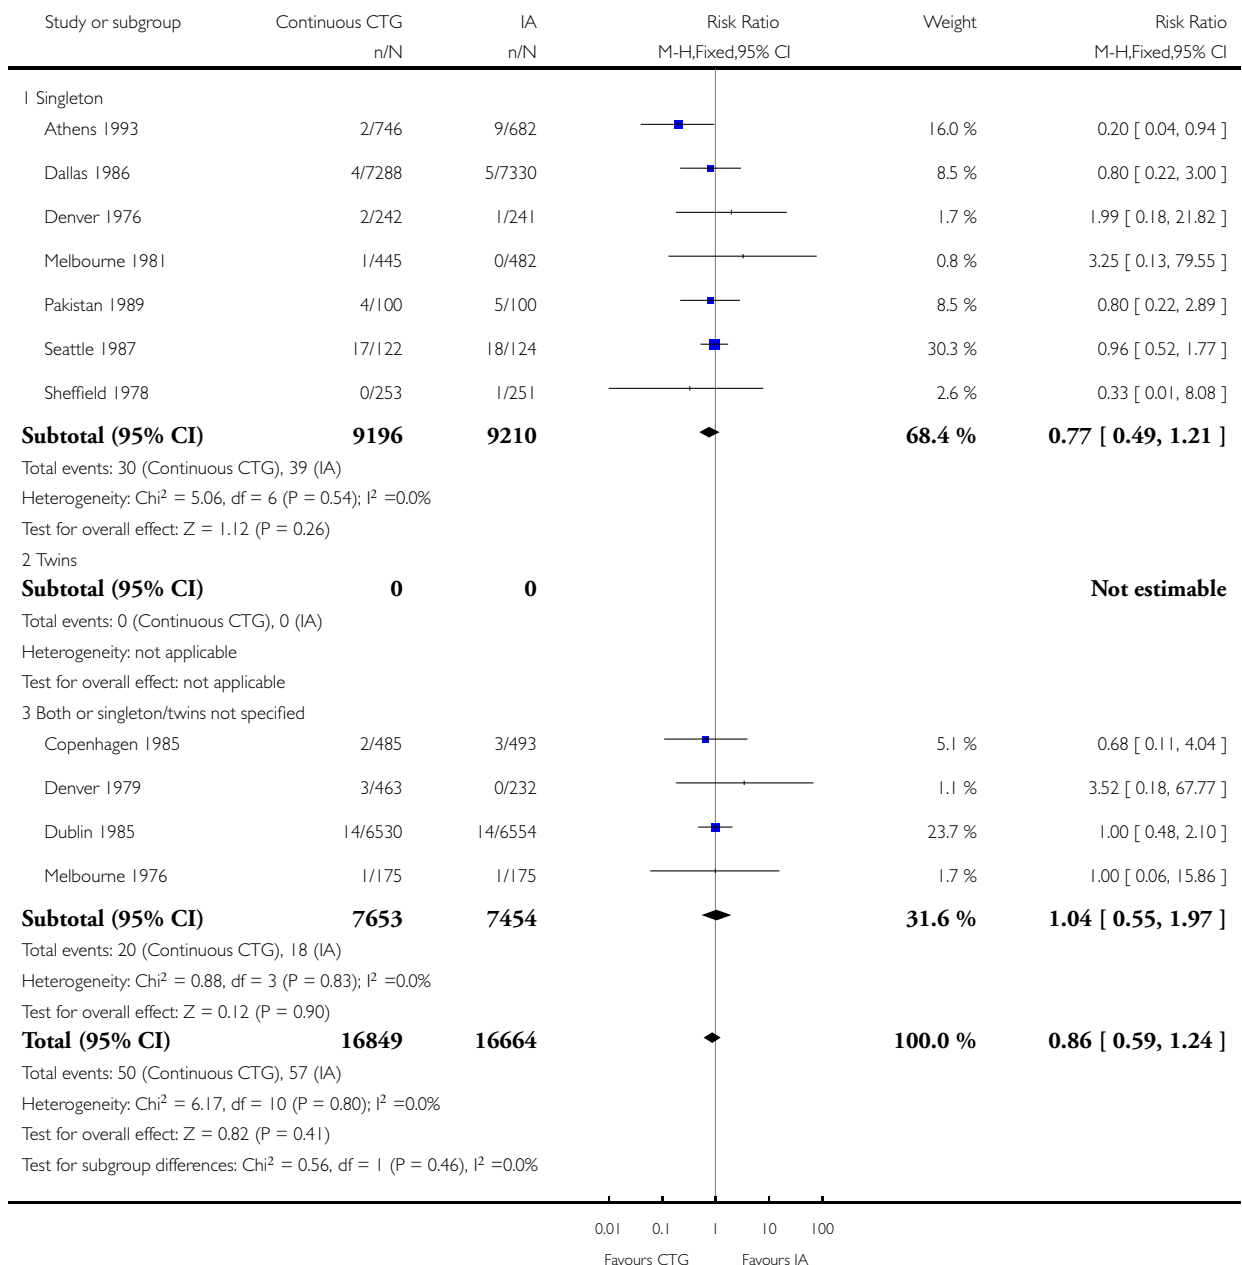 Study or subgroup Continuous CTG IA Risk Ratio Weight Risk Ratio
n/N n/N M-H,Fixed,95% CI M-H,Fixed,95% CI
1 Singleton
Athens 1993 2/746 9/682 16.0 % 0.20 [ 0.04, 0.94 ]
Dallas 1986 4/7288 5/7330 8.5 % 0.80 [ 0.22, 3.00 ]
Denver 1976 2/242 1/241 1.7 % 1.99 [ 0.18, 21.82 ]
Melbourne 1981 1/445 0/482 0.8 % 3.25 [ 0.13, 79.55 ]
Pakistan 1989 4/100 5/100 8.5 % 0.80 [ 0.22, 2.89 ]
Seattle 1987 17/122 18/124 30.3 % 0.96 [ 0.52, 1.77 ]
Sheffield 1978 0/253 1/251 2.6 % 0.33 [ 0.01, 8.08 ]
Subtotal (95% CI) 9196 9210 68.4 % 0.77 [ 0.49, 1.21 ]
Total events: 30 (Continuous CTG), 39 (IA)
Heterogeneity: Chi² = 5.06, df = 6 (P = 0.54); I² =0.0%
Test for overall effect: Z = 1.12 (P = 0.26)
2 Twins
Subtotal (95% CI) 0 0 Not estimable
Total events: 0 (Continuous CTG), 0 (IA)
Heterogeneity: not applicable
Test for overall effect: not applicable
3 Both or singleton/twins not specified
Copenhagen 1985 2/485 3/493 5.1 % 0.68 [ 0.11, 4.04 ]
Denver 1979 3/463 0/232 1.1 % 3.52 [ 0.18, 67.77 ]
Dublin 1985 14/6530 14/6554 23.7 % 1.00 [ 0.48, 2.10 ]
Melbourne 1976 1/175 1/175 1.7 % 1.00 [ 0.06, 15.86 ]
Subtotal (95% CI) 7653 7454 31.6 % 1.04 [ 0.55, 1.97 ]
Total events: 20 (Continuous CTG), 18 (IA)
Heterogeneity: Chi² = 0.88, df = 3 (P = 0.83); I² =0.0%
Test for overall effect: Z = 0.12 (P = 0.90)
Total (95% CI) 16849 16664 100.0 % 0.86 [ 0.59, 1.24 ]
Total events: 50 (Continuous CTG), 57 (IA)
Heterogeneity: Chi² = 6.17, df = 10 (P = 0.80); I² =0.0%
Test for overall effect: Z = 0.82 (P = 0.41)
Test for subgroup differences: Chi² = 0.56, df = 1 (P = 0.46), I² =0.0%
0.01 0.1 1 10 100
Favours CTG Favours IA